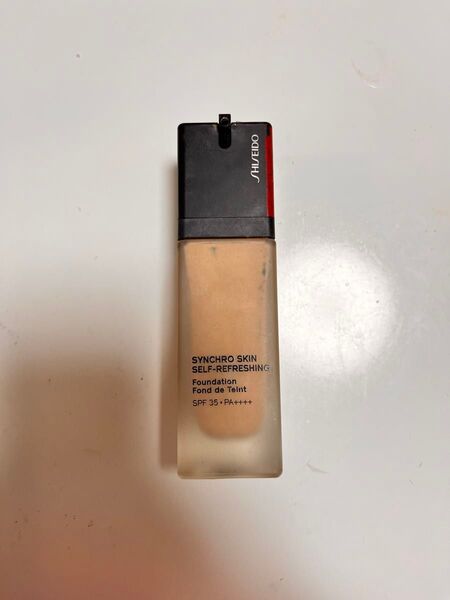 SHISEIDO
SYNCHRO SKIN
SELF-REFRESHING
Foundation
Fond de Teint
SPF 35 • PA++++